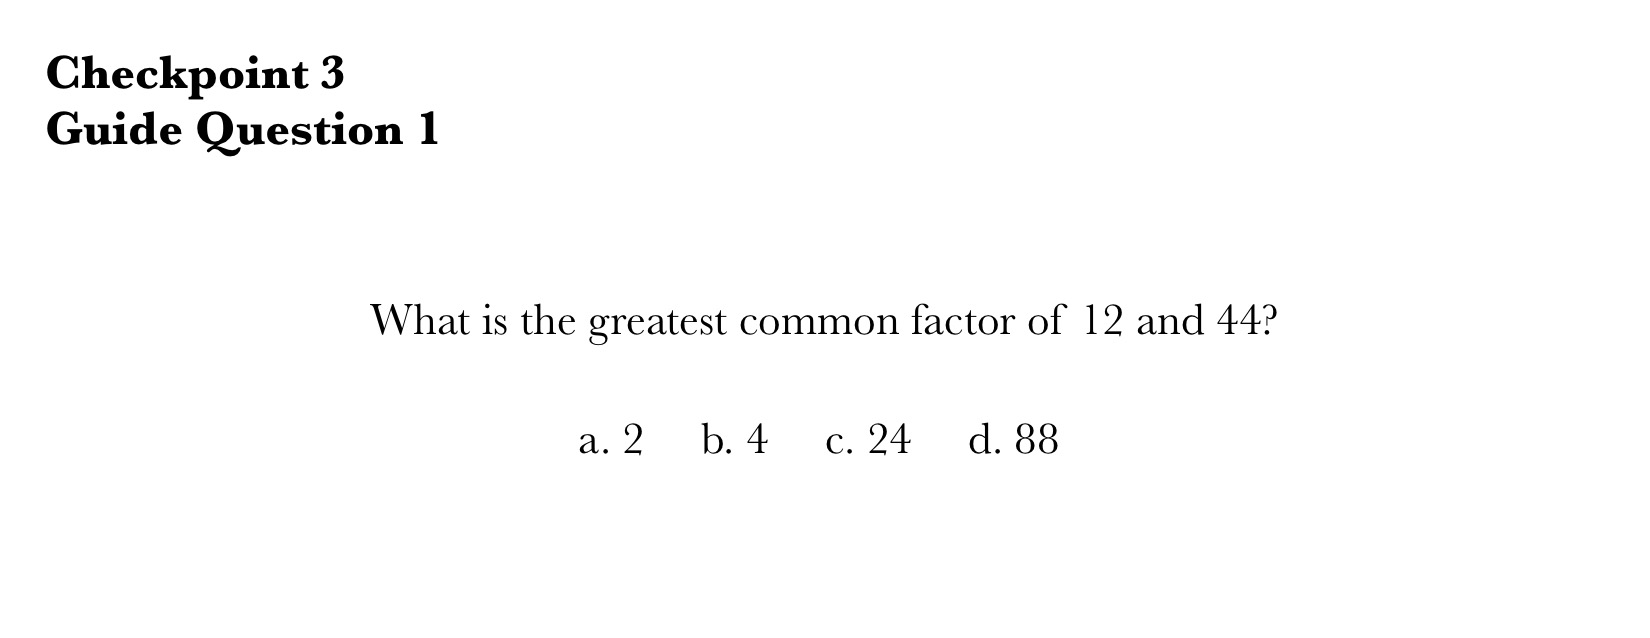 Checkpoint 3
Guide Question 1
What is the greatest common factor of 12 and 44?
a. 2 b. 4 c. 24 d. 88